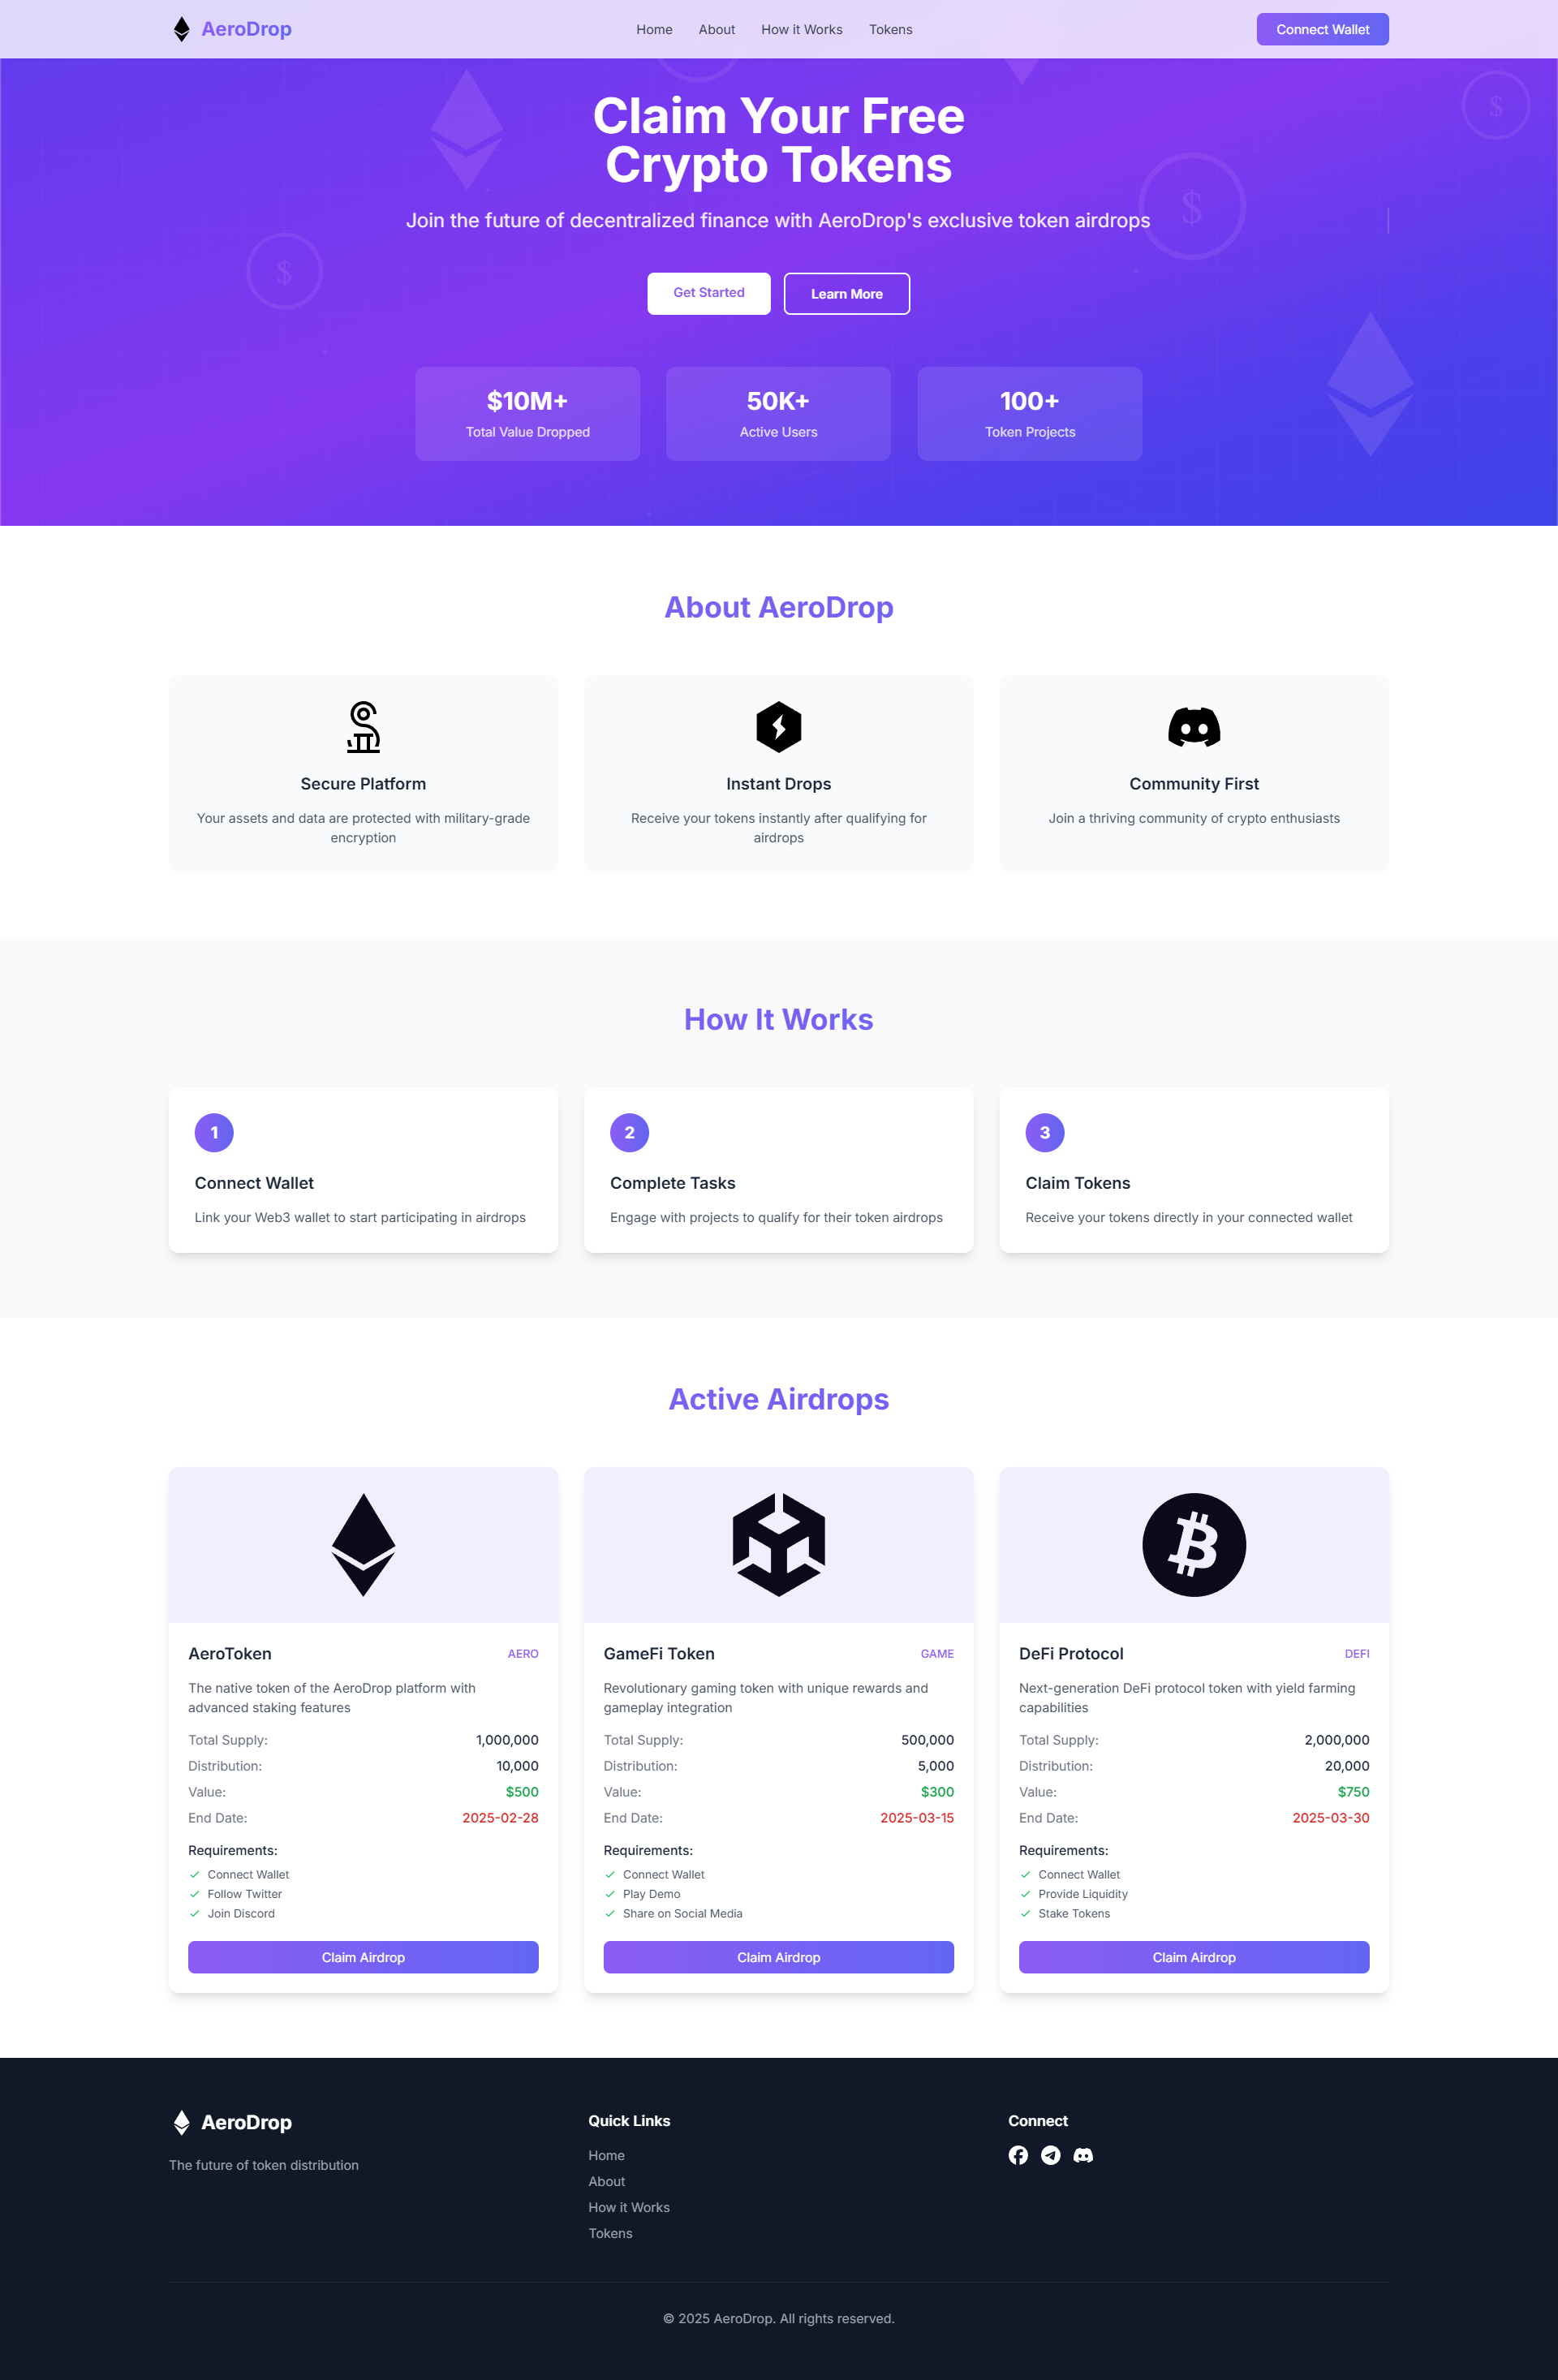 AeroDrop
Home About How it Works Tokens
Connect Wallet
Claim Your Free
Crypto Tokens
Join the future of decentralized finance with AeroDrop's exclusive token airdrops
Get Started
Learn More
$
$
$
$10M+
Total Value Dropped
50K+
Active Users
100+
Token Projects
About AeroDrop
Secure Platform
Your assets and data are protected with military-grade
encryption
Instant Drops
Receive your tokens instantly after qualifying for
airdrops
Community First
Join a thriving community of crypto enthusiasts
How It Works
1
Connect Wallet
Link your Web3 wallet to start participating in airdrops
2
Complete Tasks
Engage with projects to qualify for their token airdrops
3
Claim Tokens
Receive your tokens directly in your connected wallet
Active Airdrops
AeroToken AERO
The native token of the AeroDrop platform with
advanced staking features
Total Supply: 1,000,000
Distribution: 10,000
Value: $500
End Date: 2025-02-28
Requirements:
Connect Wallet
Follow Twitter
Join Discord
Claim Airdrop
GameFi Token GAME
Revolutionary gaming token with unique rewards and
gameplay integration
Total Supply: 500,000
Distribution: 5,000
Value: $300
End Date: 2025-03-15
Requirements:
Connect Wallet
Play Demo
Share on Social Media
Claim Airdrop
DeFi Protocol DEFI
Next-generation DeFi protocol token with yield farming
capabilities
Total Supply: 2,000,000
Distribution: 20,000
Value: $750
End Date: 2025-03-30
Requirements:
Connect Wallet
Provide Liquidity
Stake Tokens
Claim Airdrop
AeroDrop
The future of token distribution
Quick Links
Home
About
How it Works
Tokens
Connect
© 2025 AeroDrop. All rights reserved.